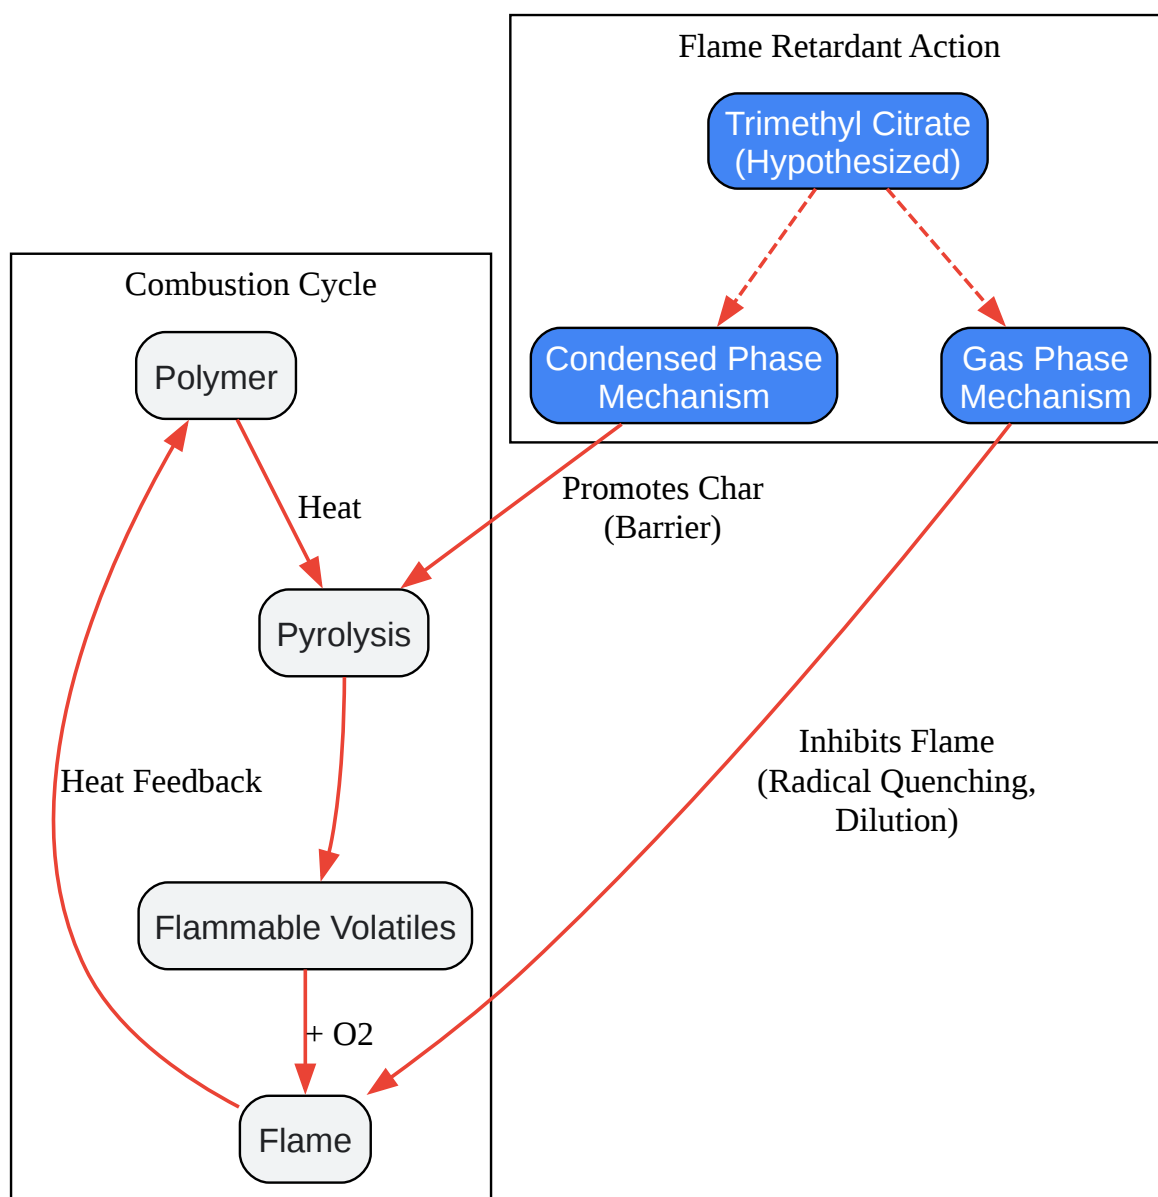 Flame Retardant Action
Trimethyl Citrate
(Hypothesized)
Combustion Cycle
Condensed Phase
Mechanism
Gas Phase
Mechanism
Polymer
Heat
Promotes Char
(Barrier)
Pyrolysis
Heat Feedback
Inhibits Flame
(Radical Quenching,
Dilution)
Flammable Volatiles
+ O2
Flame